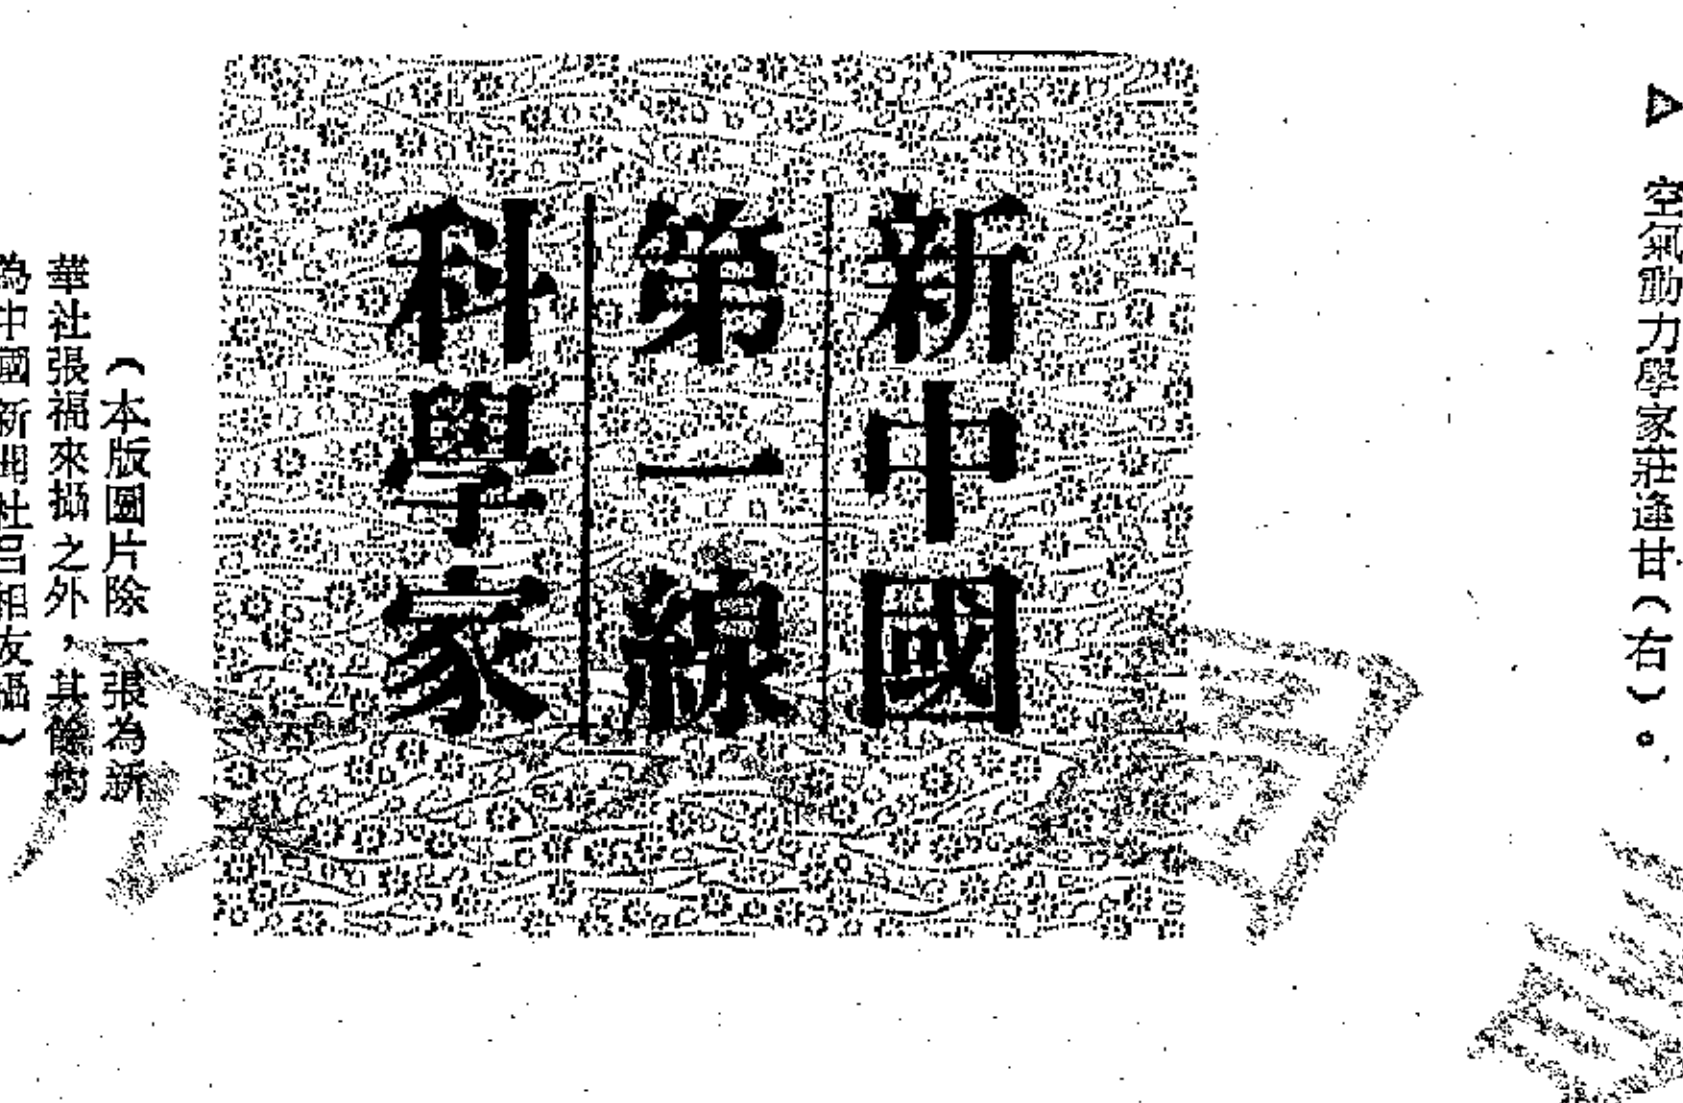 空氣動力學家莊逢甘（右）。
新中國
第一線
科學家
（本版圖片除一張為新
華社張福來攝之外，其餘均
為中國新聞社呂相友攝）